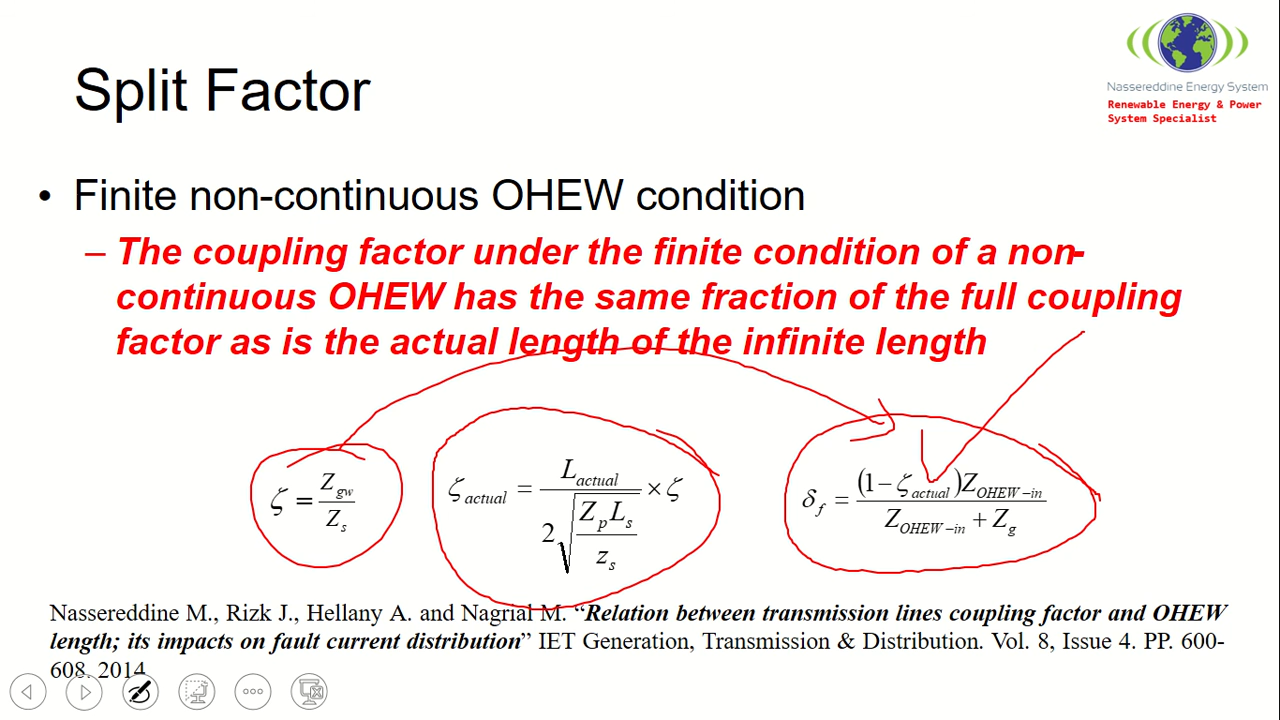 Nassereddine Energy System
Renewable Energy & Power
System Specialist
Split Factor
• Finite non-continuous OHEW condition
– The coupling factor under the finite condition of a non-
continuous OHEW has the same fraction of the full coupling
factor as is the actual length of the infinite length
ζ = Z_gw / Z_s
ζ_actual = L_actual / (2√(Z_p L_s / z_s)) × ζ
δ_f = (1 − ζ_actual)Z_OHEW−in / (Z_OHEW−in + Z_g)
Nassereddine M., Rizk J., Hellany A. and Nagrial M. “Relation between transmission lines coupling factor and OHEW
length; its impacts on fault current distribution” IET Generation, Transmission & Distribution. Vol. 8, Issue 4. PP. 600-
608. 2014